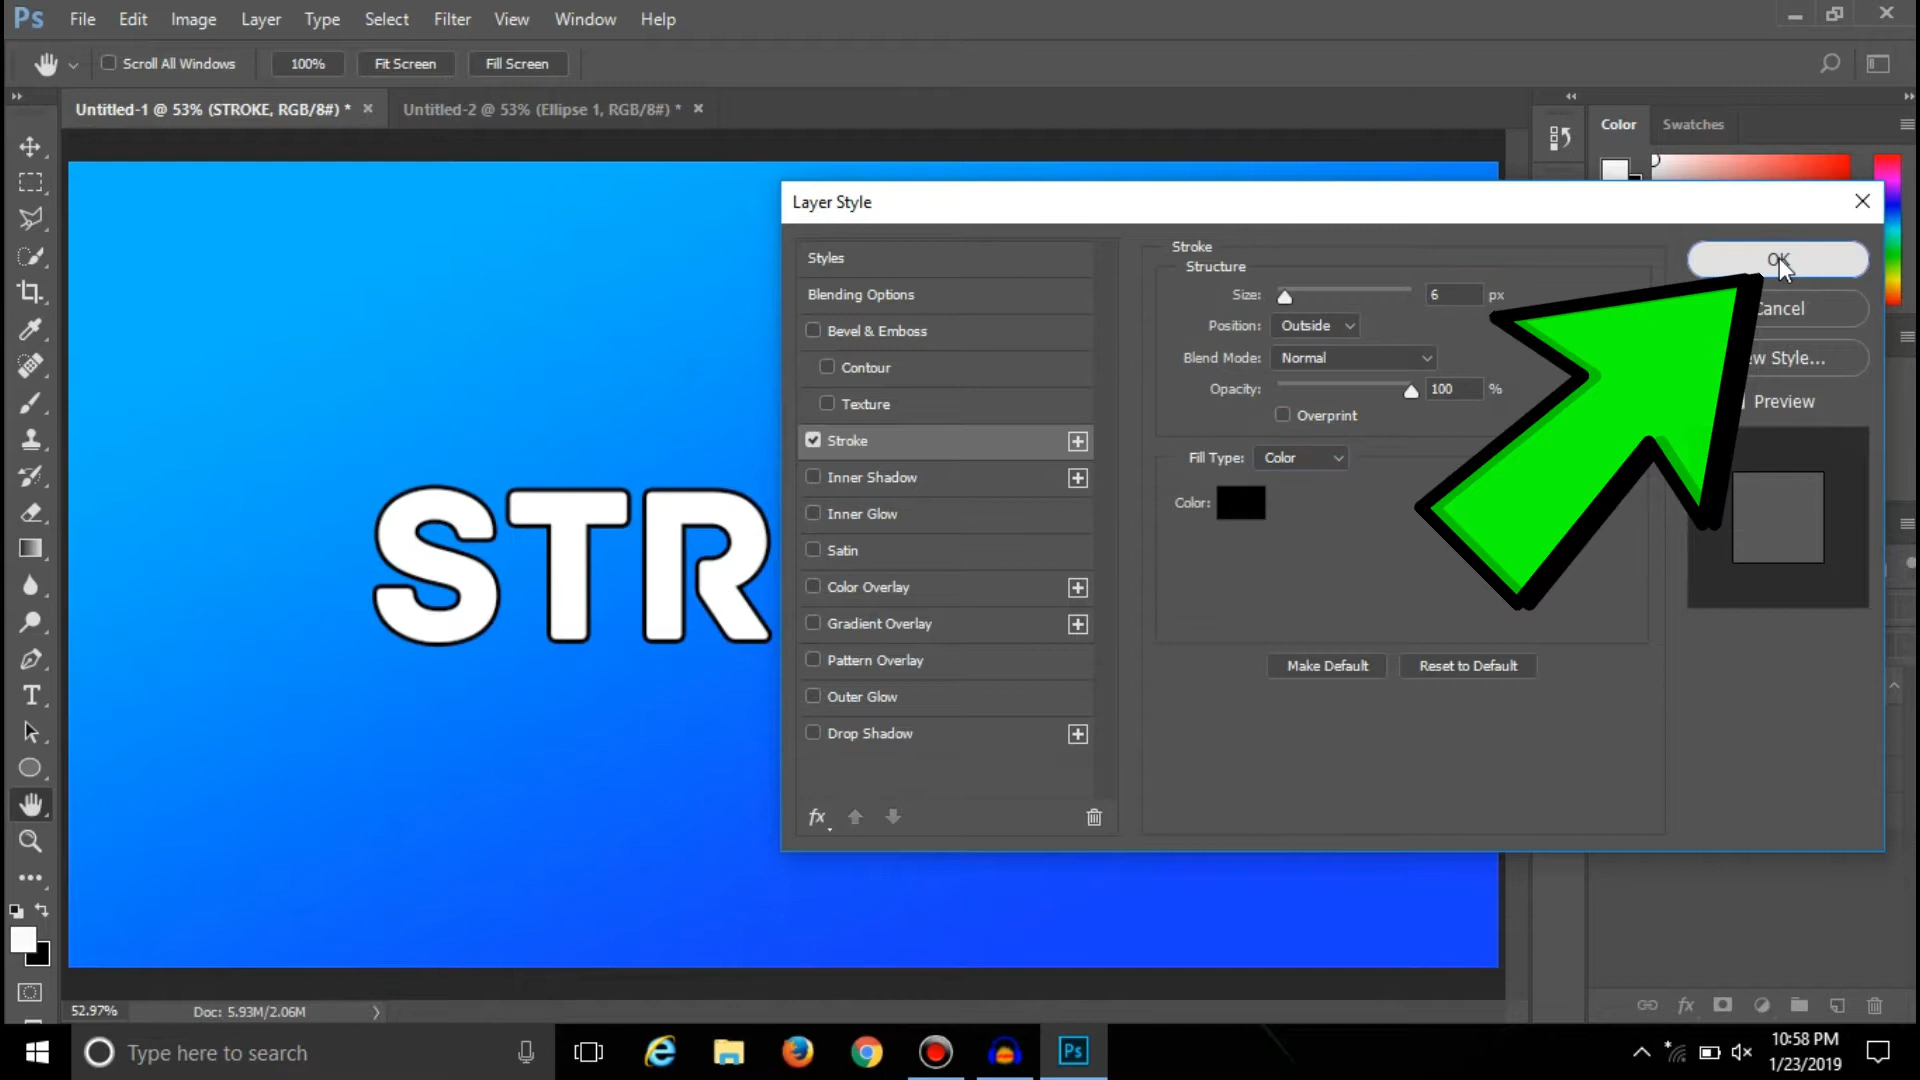 Ps File Edit Image Layer Type Select Filter View Window Help
Scroll All Windows 100% Fit Screen Fill Screen
Untitled-1 @ 53% (STROKE, RGB/8#) * × Untitled-2 @ 53% (Ellipse 1, RGB/8#) * ×
Color Swatches
Layer Style
Styles
Blending Options
Bevel & Emboss
Contour
Texture
Stroke
Inner Shadow
Inner Glow
Satin
Color Overlay
Gradient Overlay
Pattern Overlay
Outer Glow
Drop Shadow
fx
Stroke
Structure
Size: 6 px
Position: Outside
Blend Mode: Normal
Opacity: 100 %
Overprint
Fill Type: Color
Color:
Make Default Reset to Default
OK
Cancel
Style...
Preview
STR
T
52.97% Doc: 5.93M/2.06M
fx
Type here to search
Ps
10:58 PM
1/23/2019